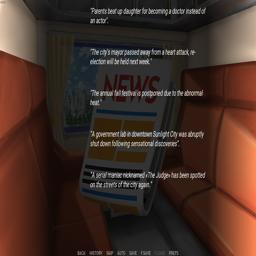 "Parents beat up daughter for becoming a doctor instead of
an actor".
"The city's mayor passed away from a heart attack, re-
election will be held next week."
"The annual fall festival is postponed due to the abnormal
heat."
"A government lab in downtown Sunlight City was abruptly
shut down following sensational discoveries".
"A serial maniac nicknamed «The Judge» has been spotted
on the streets of the city again."
NEWS
BACK HISTORY SKIP AUTO SAVE Q.SAVE Q.LOAD PREFS